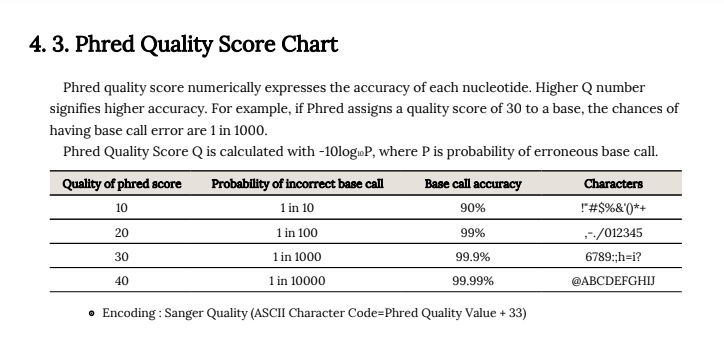 4. 3. Phred Quality Score Chart
Phred quality score numerically expresses the accuracy of each nucleotide. Higher Q number
signifies higher accuracy. For example, if Phred assigns a quality score of 30 to a base, the chances of
having base call error are 1 in 1000.
Phred Quality Score Q is calculated with -10log₁₀P, where P is probability of erroneous base call.
Quality of phred score Probability of incorrect base call Base call accuracy Characters
10 1 in 10 90% !"#$%&'()*+
20 1 in 100 99% ,-./012345
30 1 in 1000 99.9% 6789:;h=i?
40 1 in 10000 99.99% @ABCDEFGHIJ
Encoding : Sanger Quality (ASCII Character Code=Phred Quality Value + 33)